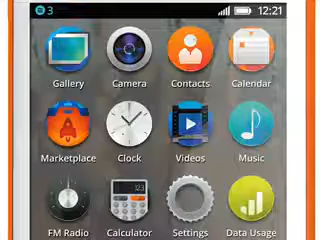 3 12:21
Gallery Camera Contacts Calendar
Marketplace Clock Videos Music
FM Radio Calculator Settings Data Usage